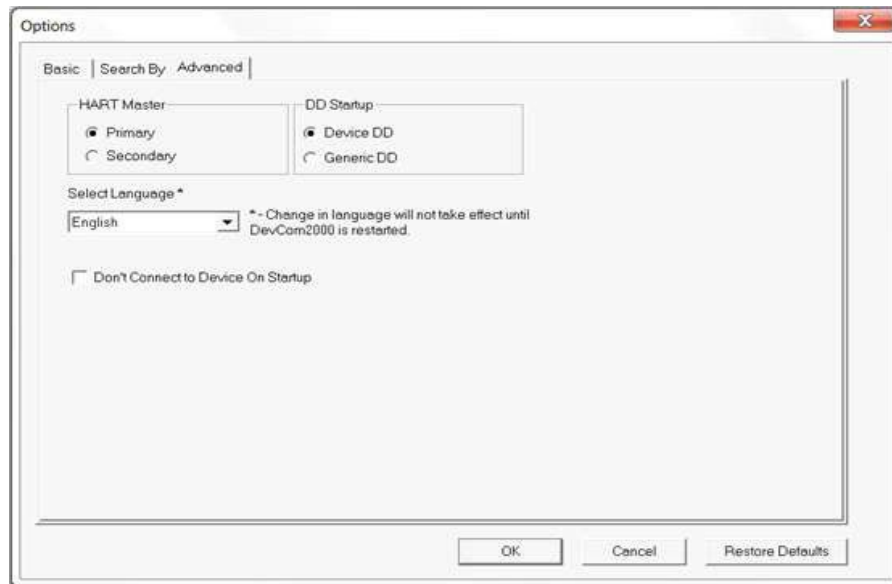 Options
Basic
Search By
Advanced
HART Master
Primary
Secondary
DD Startup
Device DD
Generic DD
Select Language *
English
* - Change in language will not take effect until
DevCom2000 is restarted.
Don't Connect to Device On Startup
OK
Cancel
Restore Defaults